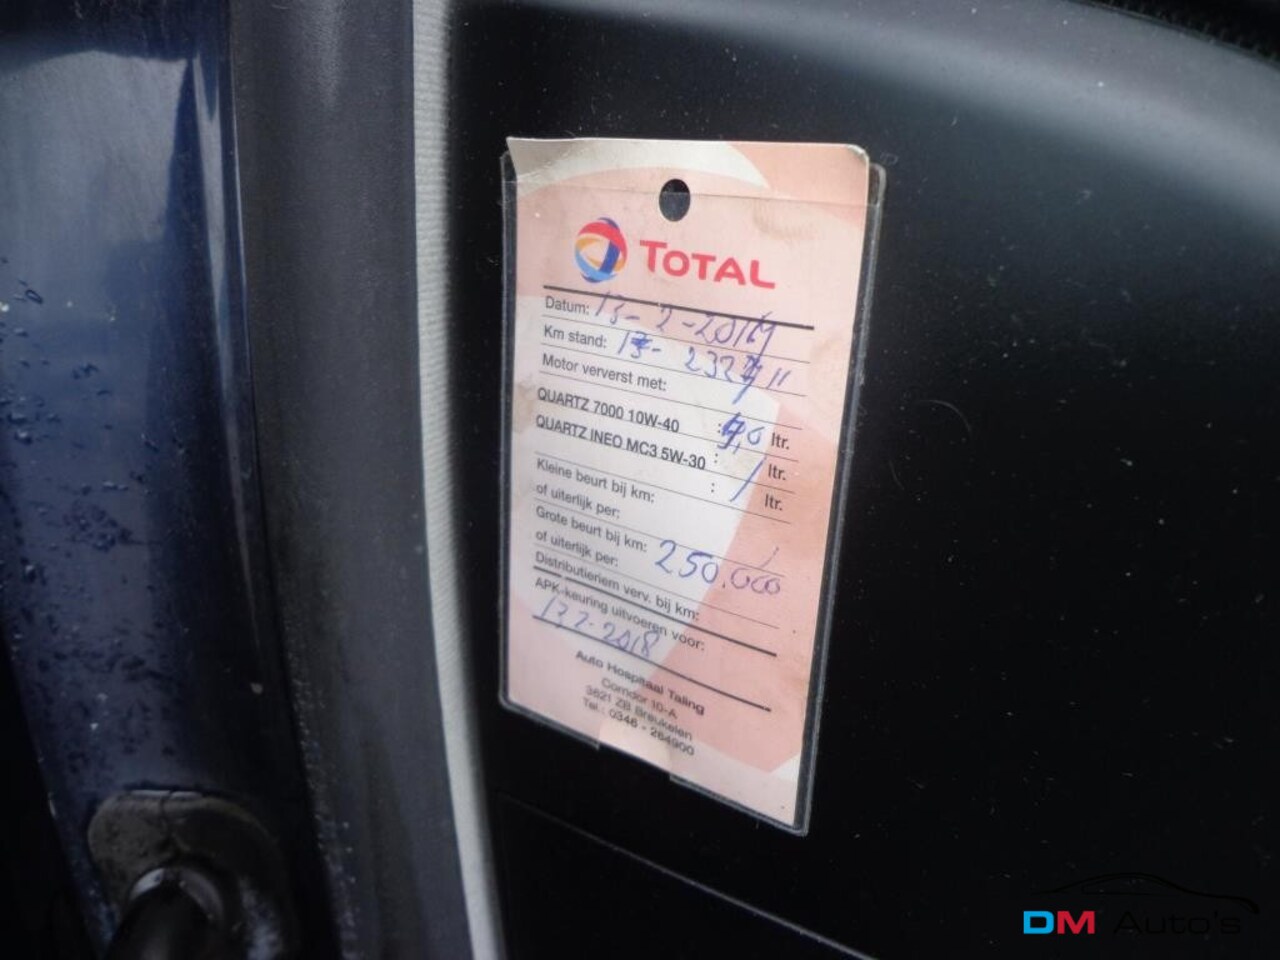 TOTAL
Datum: 13-2-2017
Km stand:
Motor ververst met:
QUARTZ 7000 10W-40 : ltr.
QUARTZ INEO MC3 5W-30 : ltr.
: / ltr.
Kleine beurt bij km:
of uiterlijk per:
Grote beurt bij km: 250.000
of uiterlijk per:
Distributieriem verv. bij km:
APK-keuring uitvoeren voor:
13 2-2018
Auto Hospitaal Taling
Corridor 10-A
3621 ZB Breukelen
Tel.: 0346 - 264900
DM Auto's